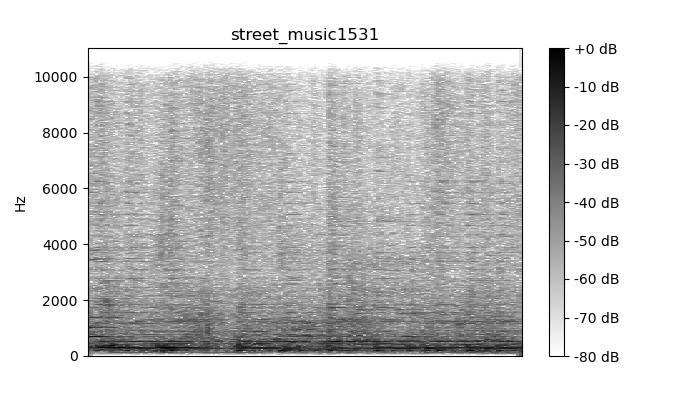 street_music1531
Hz
10000
8000
6000
4000
2000
0
+0 dB
-10 dB
-20 dB
-30 dB
-40 dB
-50 dB
-60 dB
-70 dB
-80 dB